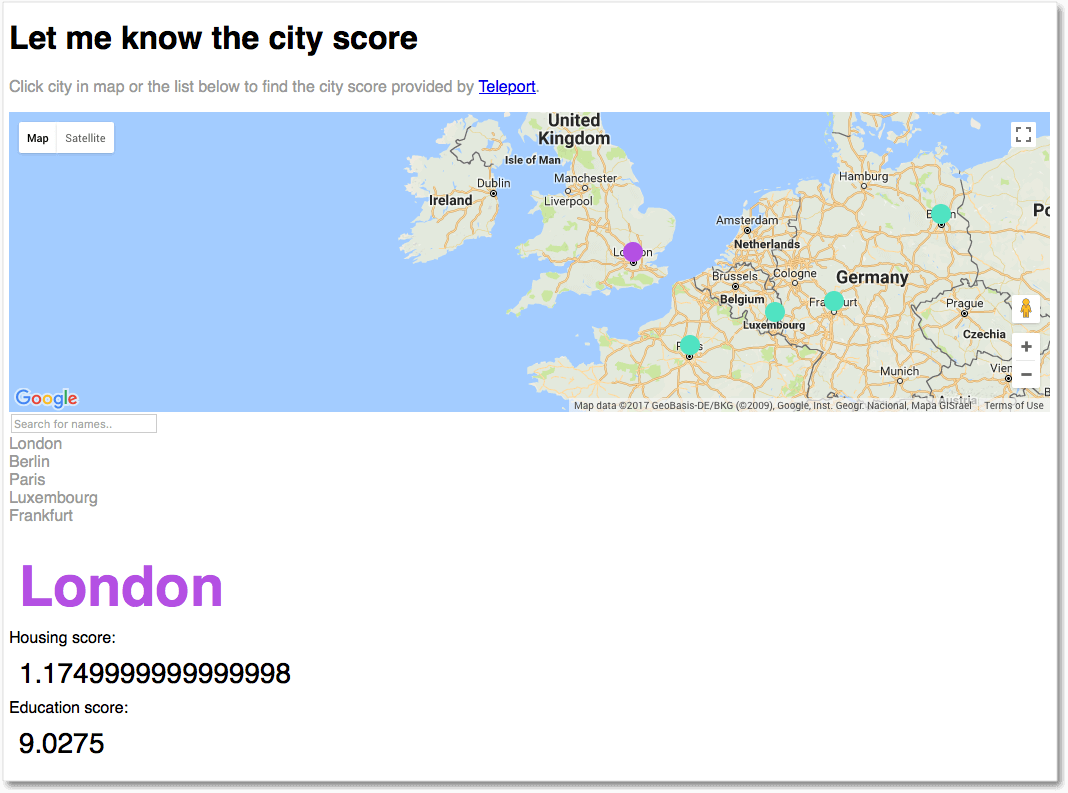 Let me know the city score
Click city in map or the list below to find the city score provided by Teleport.
Map Satellite
United
Kingdom
Isle of Man
Manchester
Dublin
Ireland
Liverpool
Hamburg
Amsterdam
Netherlands
London
Brussels
Cologne
Germany
Belgium
Frankfurt
Prague
Luxembourg
Czechia
Paris
Munich
Google
Map data ©2017 GeoBasis-DE/BKG (©2009), Google, Inst. Geogr. Nacional, Mapa GISrael Terms of Use
Search for names..
London
Berlin
Paris
Luxembourg
Frankfurt
London
Housing score:
1.1749999999999998
Education score:
9.0275